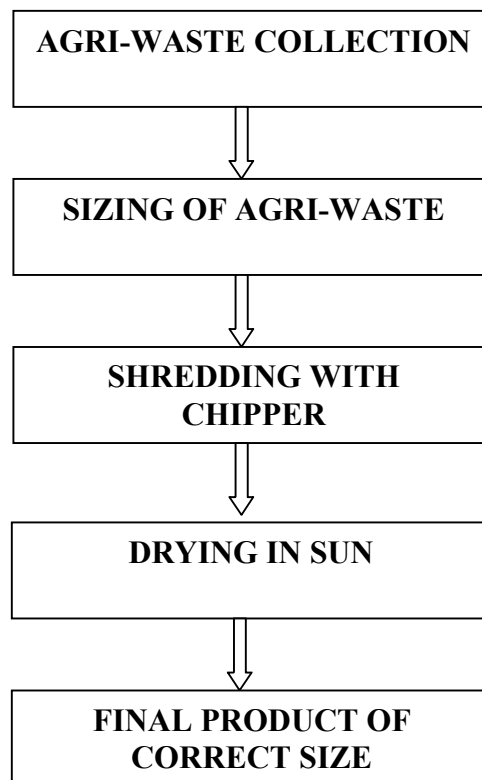 AGRI-WASTE COLLECTION
SIZING OF AGRI-WASTE
SHREDDING WITH
CHIPPER
DRYING IN SUN
FINAL PRODUCT OF
CORRECT SIZE